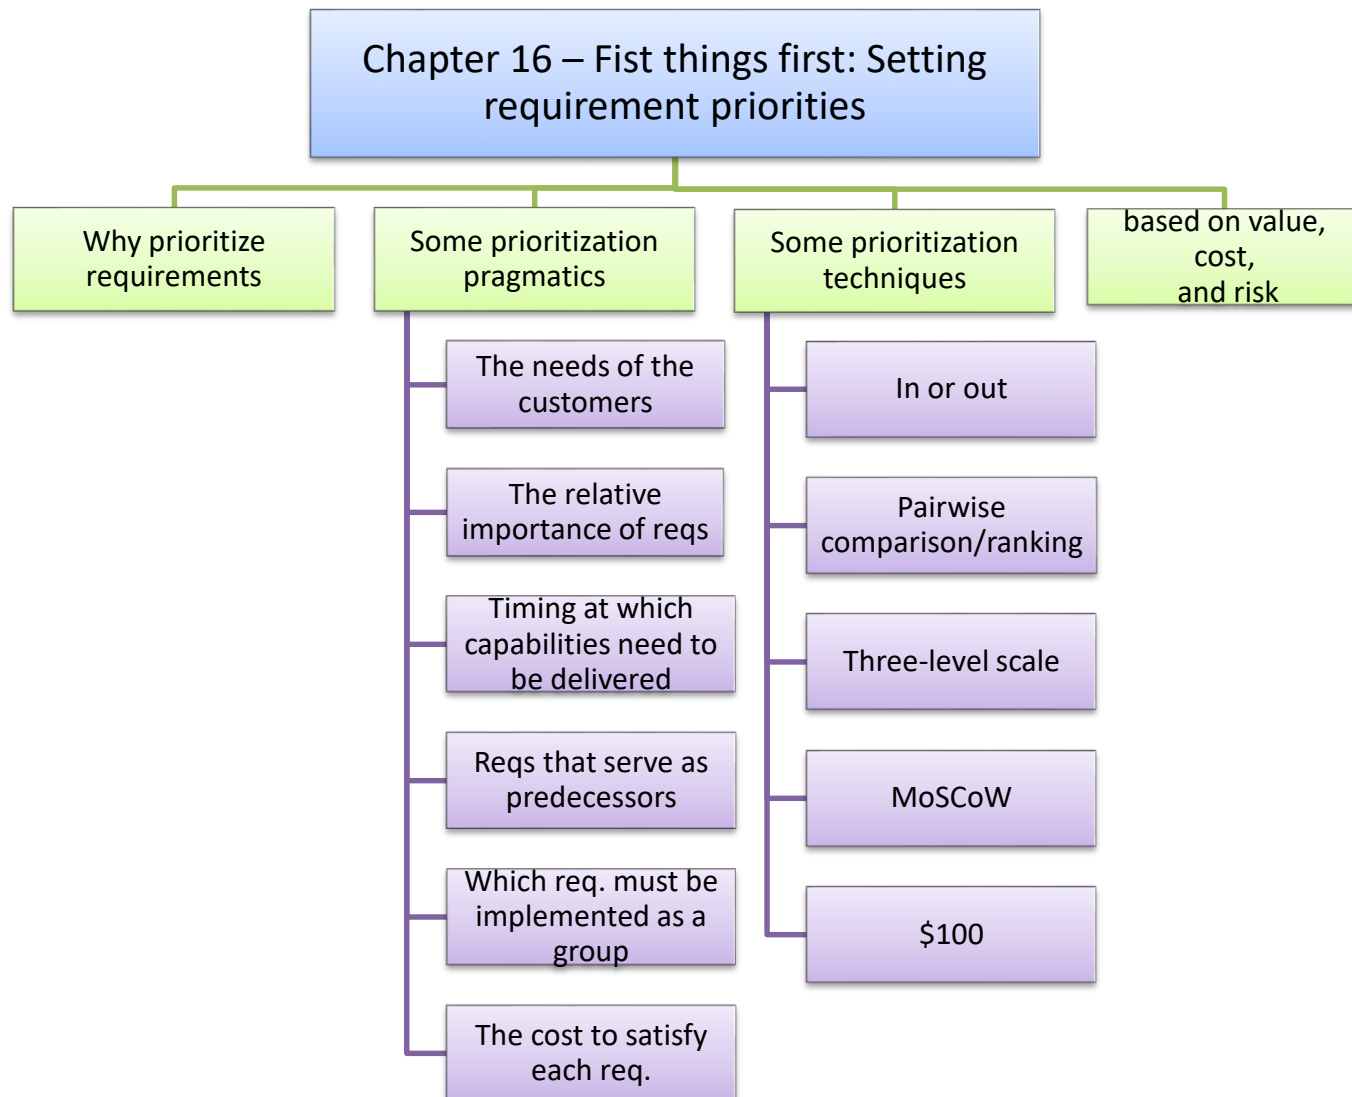 Chapter 16 – Fist things first: Setting
requirement priorities
Why prioritize
requirements
Some prioritization
pragmatics
Some prioritization
techniques
based on value,
cost,
and risk
The needs of the
customers
The relative
importance of reqs
Timing at which
capabilities need to
be delivered
Reqs that serve as
predecessors
Which req. must be
implemented as a
group
The cost to satisfy
each req.
In or out
Pairwise
comparison/ranking
Three-level scale
MoSCoW
$100